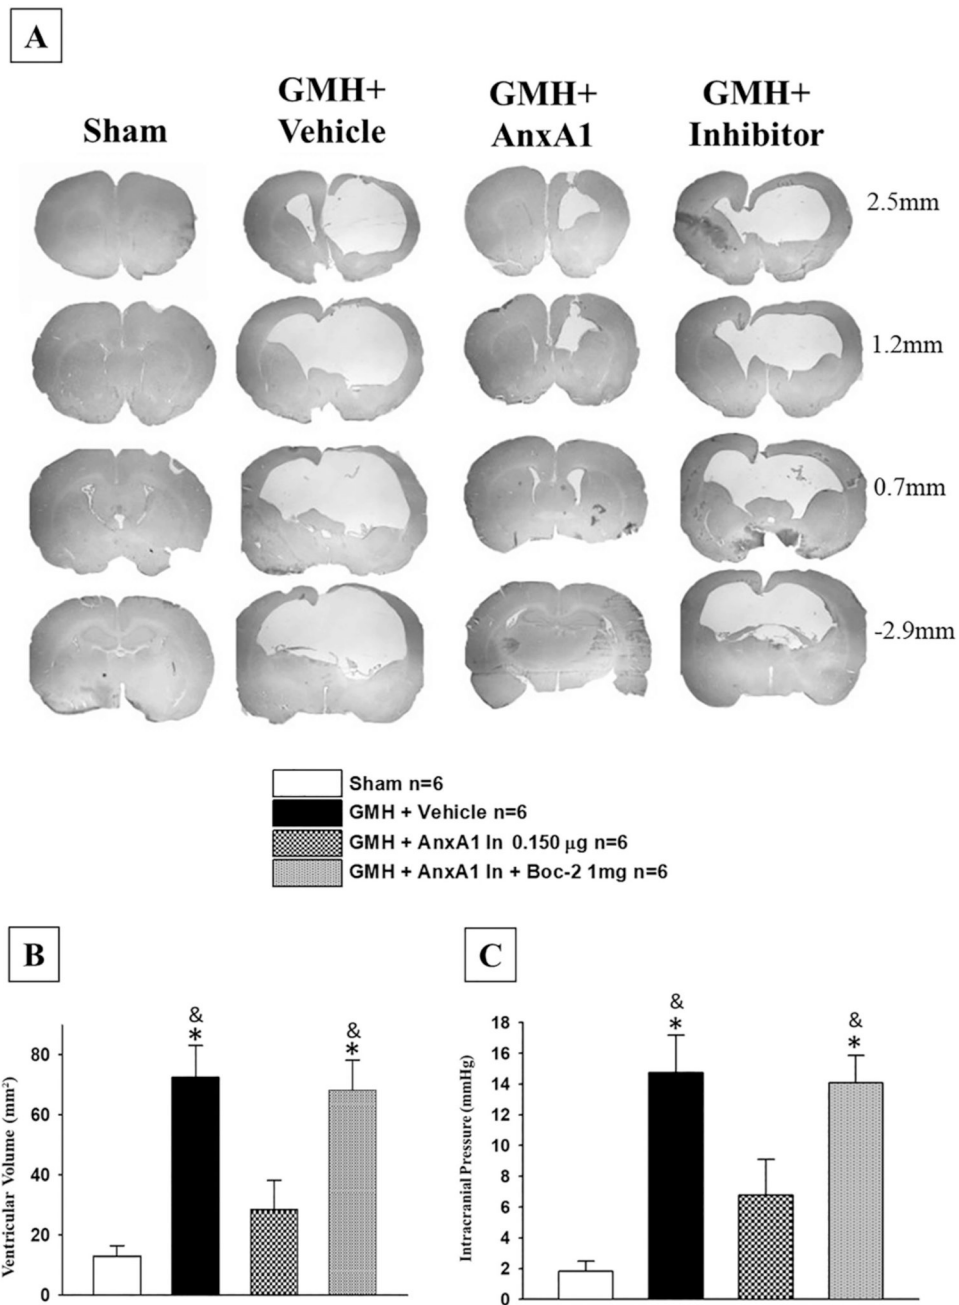 A
Sham
GMH+
Vehicle
GMH+
AnxA1
GMH+
Inhibitor
2.5mm
1.2mm
0.7mm
-2.9mm
Sham n=6
GMH + Vehicle n=6
GMH + AnxA1 In 0.150 µg n=6
GMH + AnxA1 In + Boc-2 1mg n=6
B
Ventricular Volume (mm²)
80
60
40
20
0
&
*
&
*
C
Intracranial Pressure (mmHg)
18
16
14
12
10
8
6
4
2
0
&
*
&
*